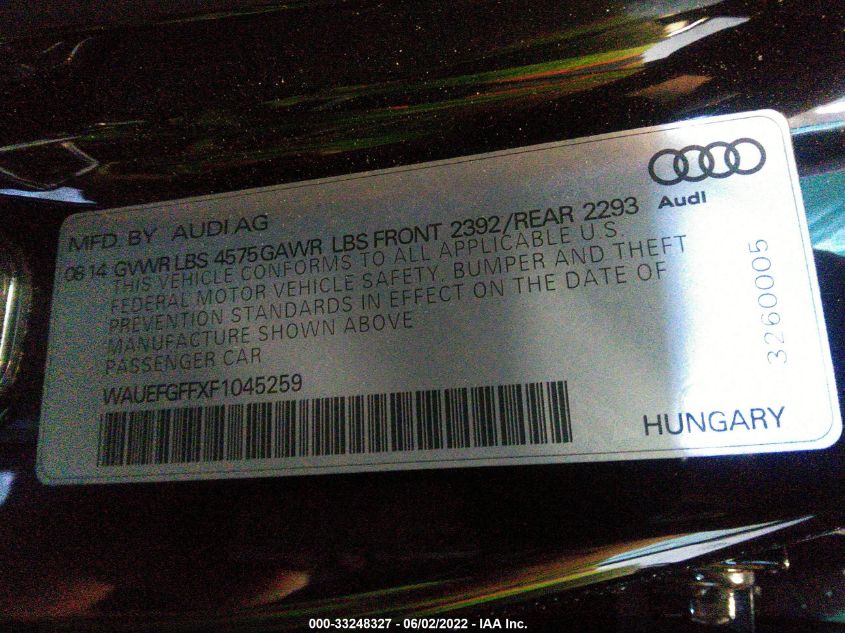 MFD. BY AUDI AG
08 14 GVWR LBS 4575 GAWR LBS FRONT 2392/REAR 2293
THIS VEHICLE CONFORMS TO ALL APPLICABLE U.S.
FEDERAL MOTOR VEHICLE SAFETY, BUMPER AND THEFT
PREVENTION STANDARDS IN EFFECT ON THE DATE OF
MANUFACTURE SHOWN ABOVE
PASSENGER CAR
WAUEFGFFXF1045259
Audi
3260005
HUNGARY
000-33248327 - 06/02/2022 - IAA Inc.